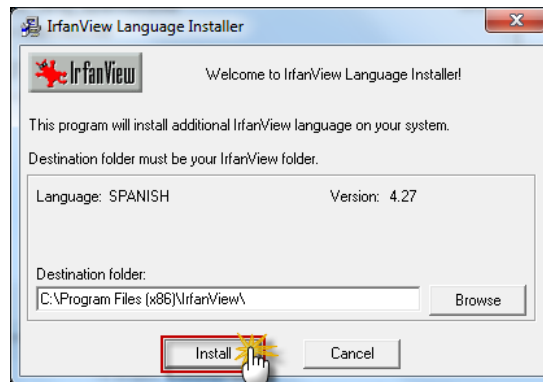 IrfanView Language Installer
IrfanView
Welcome to IrfanView Language Installer!
This program will install additional IrfanView language on your system.
Destination folder must be your IrfanView folder.
Language: SPANISH
Version: 4.27
Destination folder:
C:\Program Files (x86)\IrfanView\
Browse
Install
Cancel